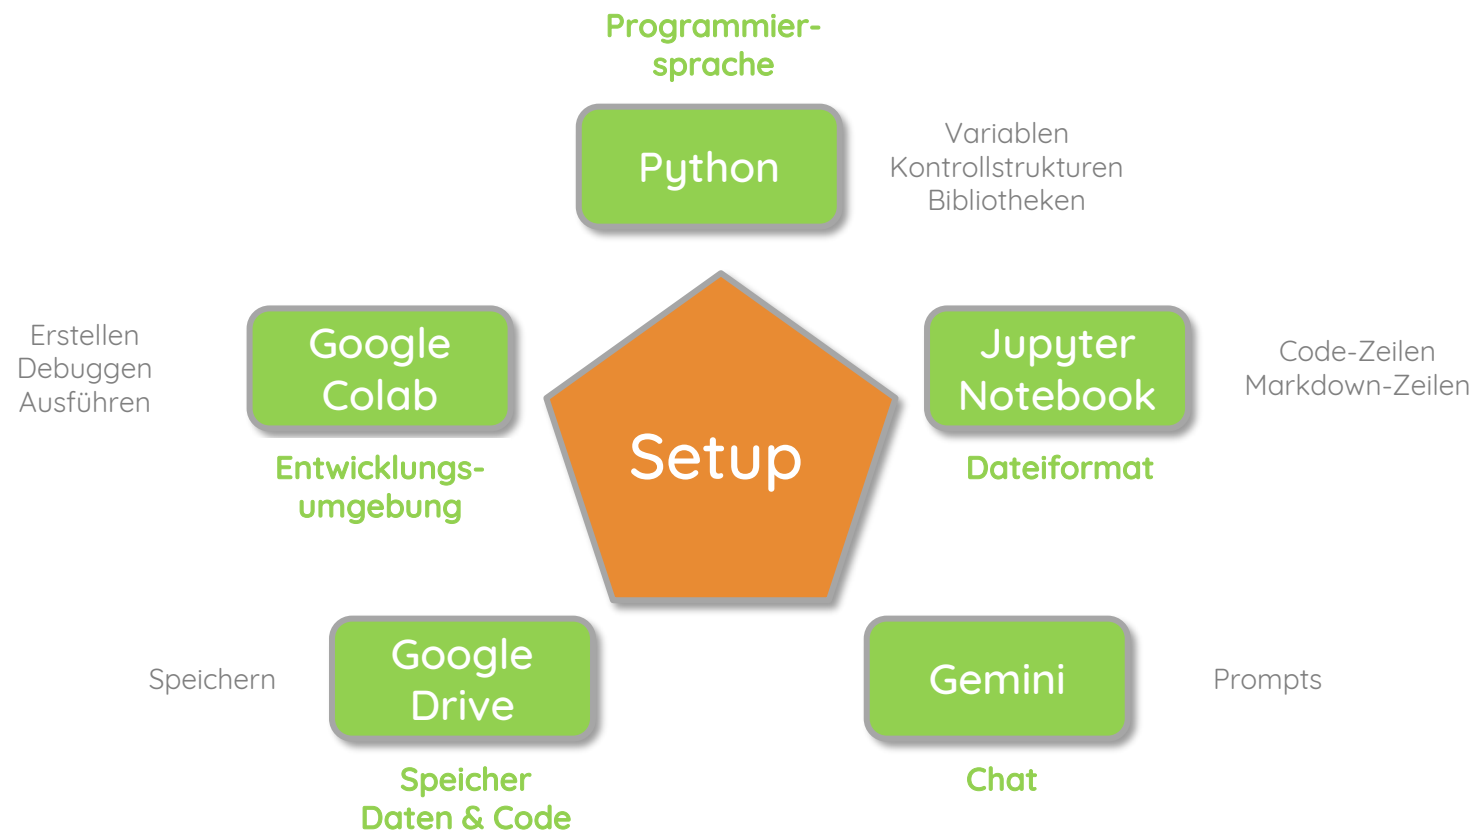 Programmier-
sprache
Python
Variablen
Kontrollstrukturen
Bibliotheken
Erstellen
Debuggen
Ausführen
Google
Colab
Entwicklungs-
umgebung
Setup
Jupyter
Notebook
Dateiformat
Code-Zeilen
Markdown-Zeilen
Speichern
Google
Drive
Speicher
Daten & Code
Gemini
Chat
Prompts